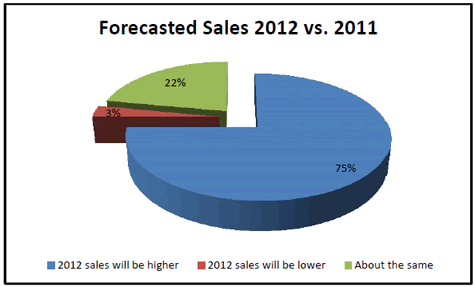 Forecasted Sales 2012 vs. 2011
22%
3%
75%
2012 sales will be higher 2012 sales will be lower About the same